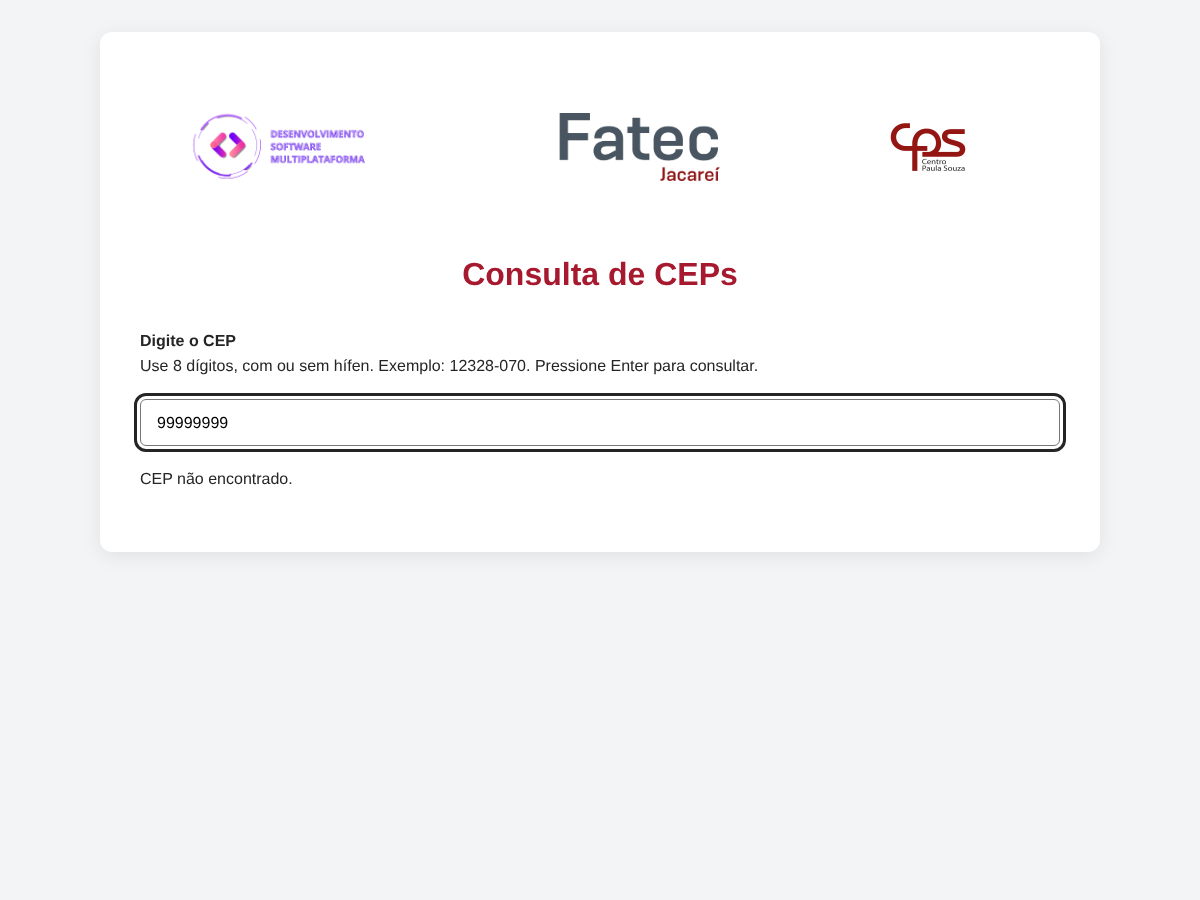 DESENVOLVIMENTO
SOFTWARE
MULTIPLATAFORMA
Fatec
Jacareí
cps
Centro
Paula Souza
Consulta de CEPs
Digite o CEP
Use 8 dígitos, com ou sem hífen. Exemplo: 12328-070. Pressione Enter para consultar.
99999999
CEP não encontrado.